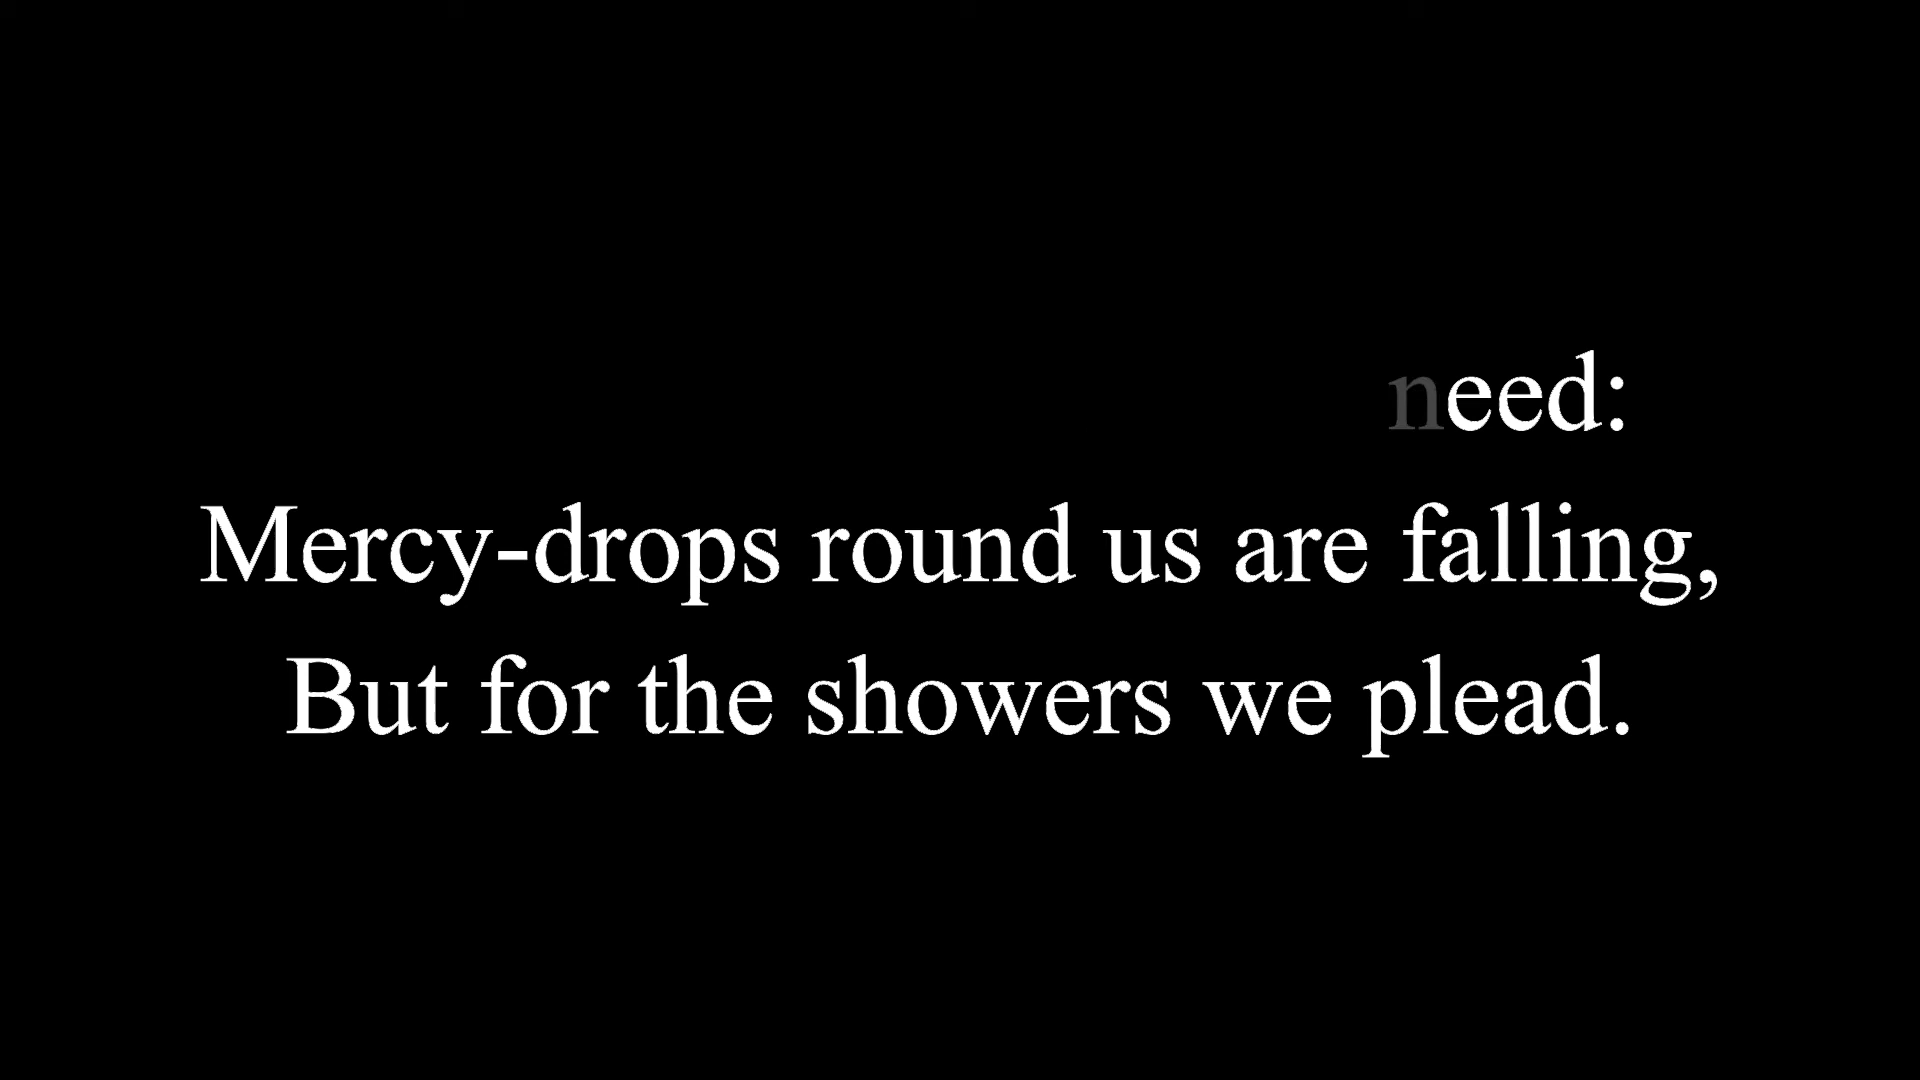 need:
Mercy-drops round us are falling,
But for the showers we plead.